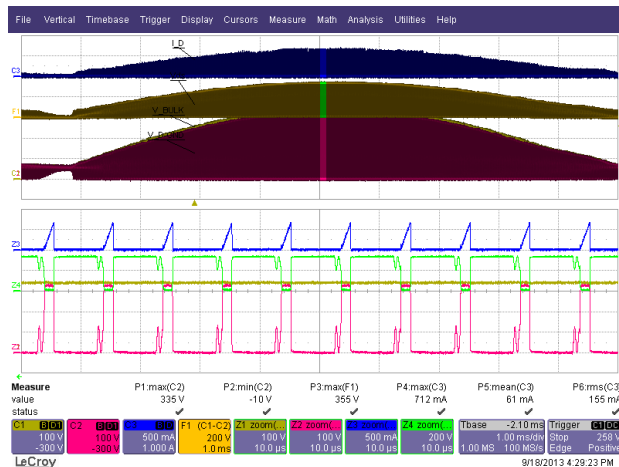 File Vertical Timebase Trigger Display Cursors Measure Math Analysis Utilities Help
I_D
C3
F1
V_BULK
C2
Z3
Z4
Z2
Measure P1:max(C2) P2:min(C2) P3:max(F1) P4:max(C3) P5:mean(C3) P6:rms(C3)
value 335 V -10 V 355 V 712 mA 61 mA 155 mA
status
C1 C2 F1 (C1-C2) Z1 zoom(... Z2 zoom(... Z4 zoom(... Tbase -2.10 ms Trigger C1 DC
100 V 100 V 500 mA 200 V 100 V 100 V 500 mA 200 V 1.00 ms/div Stop 258 V
-300 V -300 V 1.000 A 1.0 ms 10.0 µs 10.0 µs 10.0 µs 10.0 µs 1.00 MS 100 MS/s Edge Positive
LeCroy 9/18/2013 4:29:23 PM